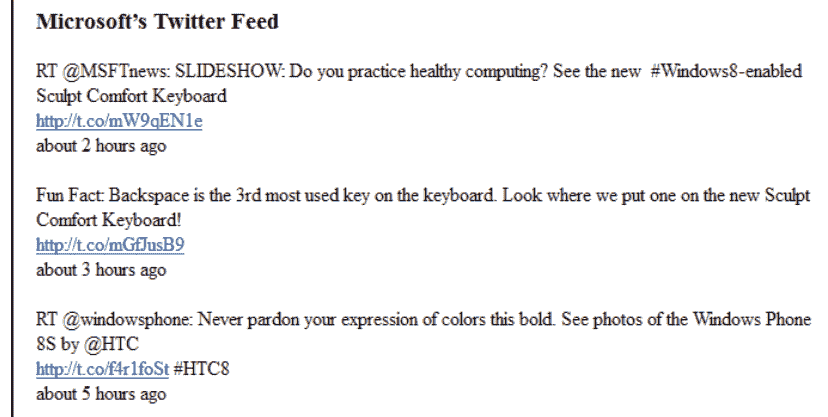 Microsoft's Twitter Feed
RT @MSFTnews: SLIDESHOW: Do you practice healthy computing? See the new #Windows8-enabled
Sculpt Comfort Keyboard
http://t.co/mW9qEN1e
about 2 hours ago
Fun Fact: Backspace is the 3rd most used key on the keyboard. Look where we put one on the new Sculpt
Comfort Keyboard!
http://t.co/mGfJusB9
about 3 hours ago
RT @windowsphone: Never pardon your expression of colors this bold. See photos of the Windows Phone
8S by @HTC
http://t.co/f4r1foSt #HTC8
about 5 hours ago